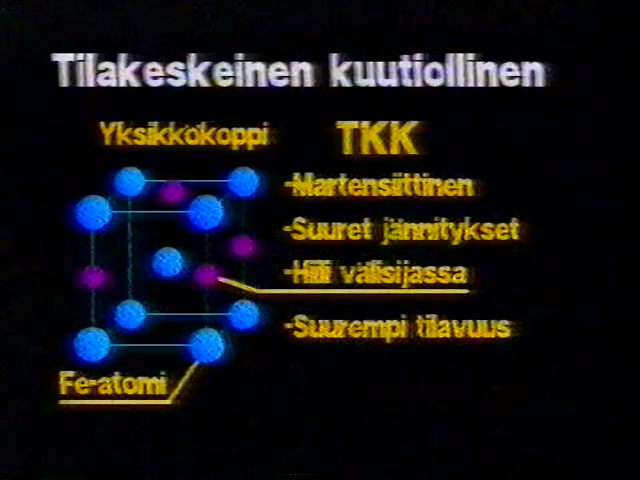 Tilakeskeinen kuutiollinen
Yksikkökoppi
TKK
-Martensiittinen
-Suuret jännitykset
-Hiili välisijassa
-Suurempi tilavuus
Fe-atomi